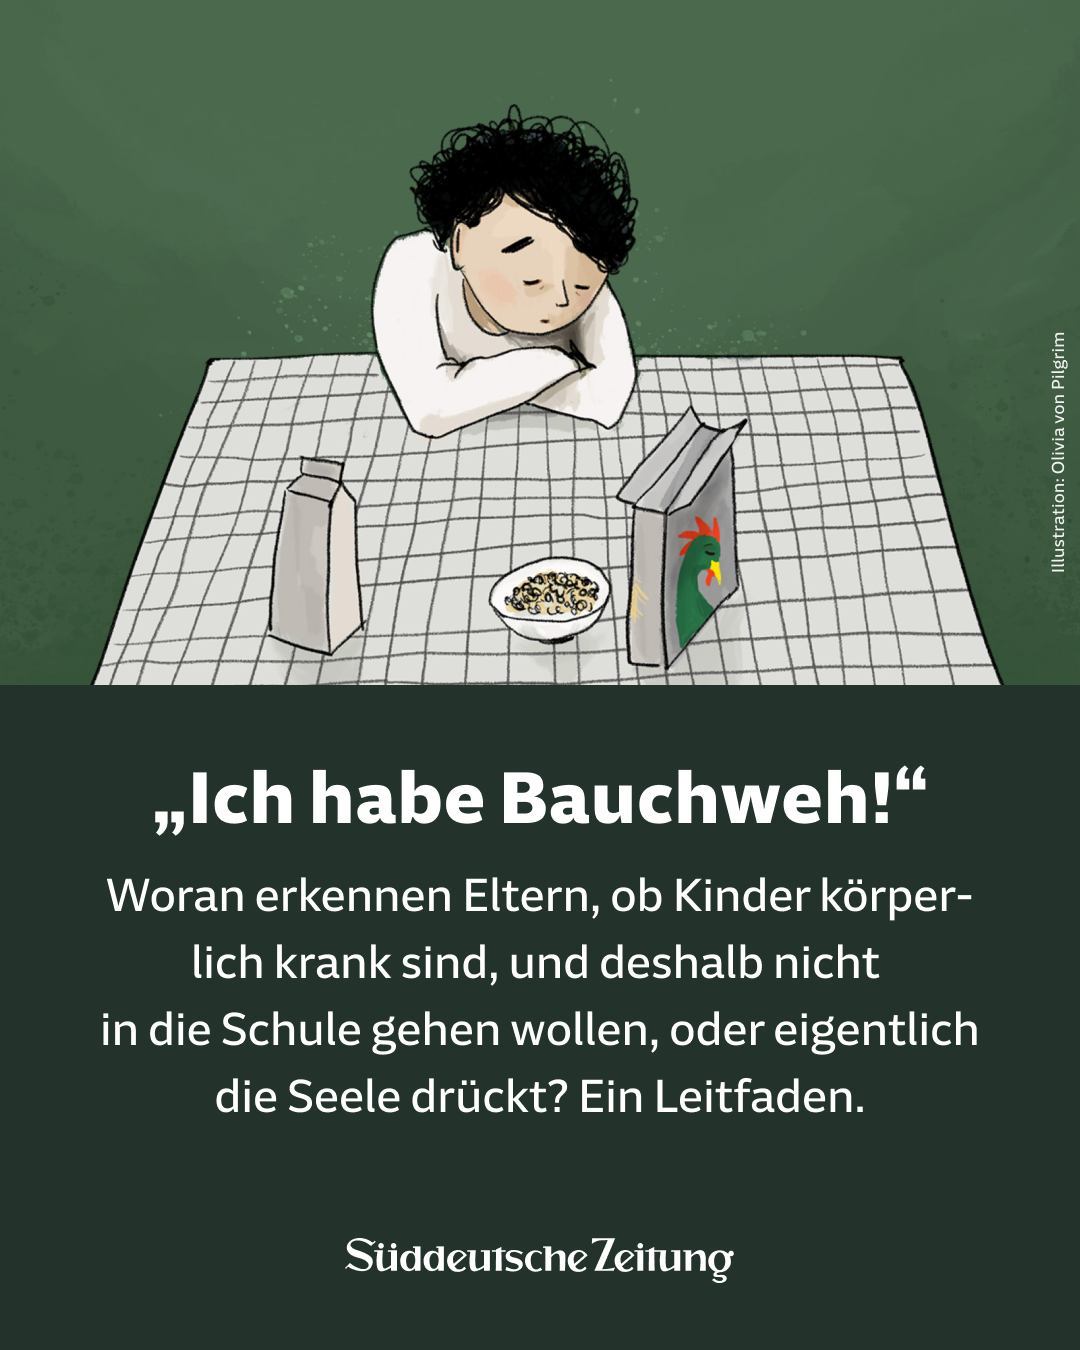 Illustration: Olivia von Pilgrim
„Ich habe Bauchweh!“
Woran erkennen Eltern, ob Kinder körper-
lich krank sind, und deshalb nicht
in die Schule gehen wollen, oder eigentlich
die Seele drückt? Ein Leitfaden.
Süddeutsche Zeitung